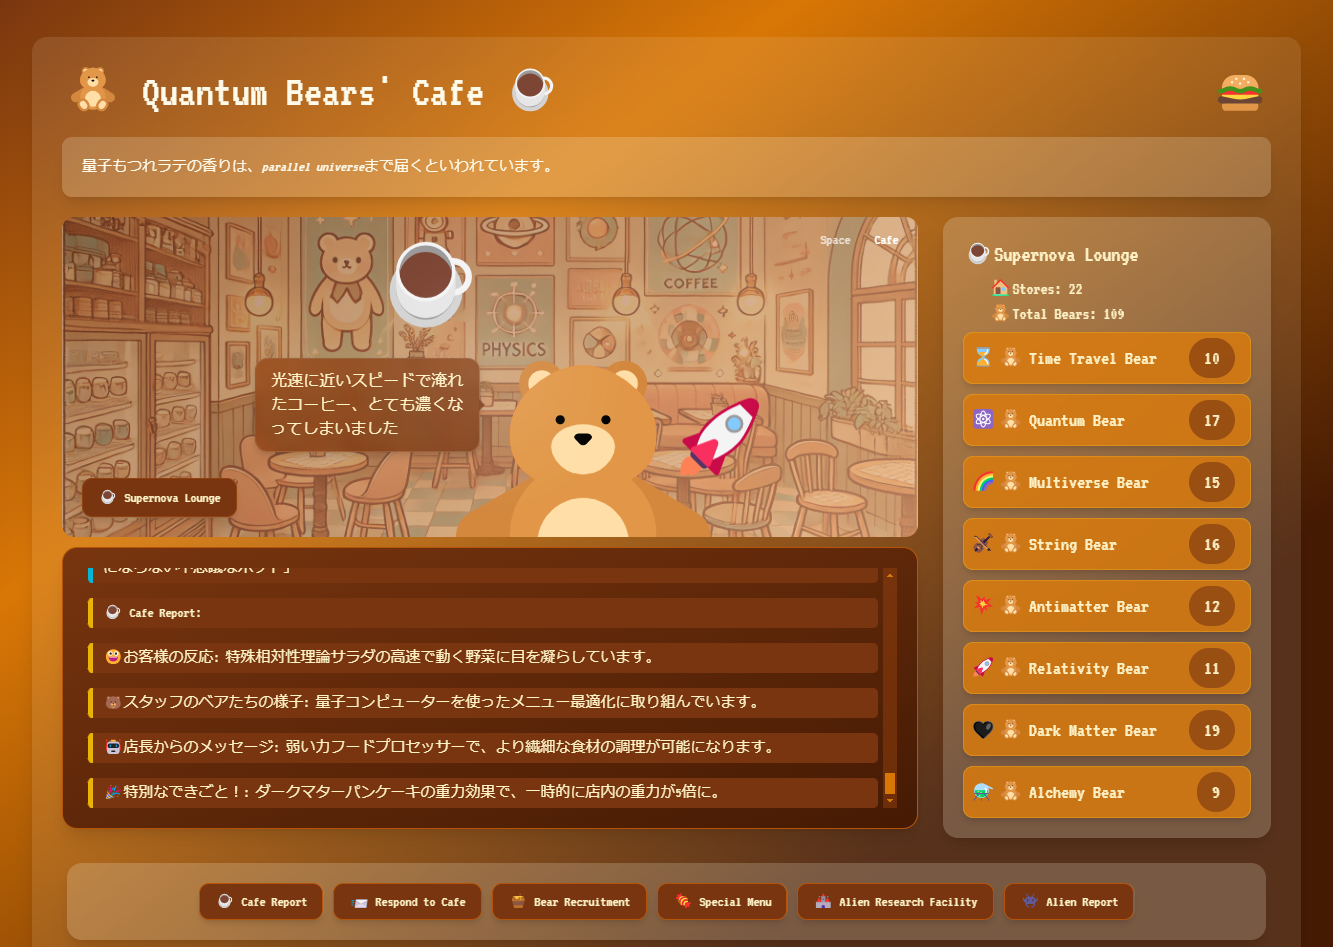 Quantum Bears' Cafe
量子もつれラテの香りは、parallel universeまで届くといわれています。
Space Cafe
COFFEE
PHYSICS
光速に近いスピードで淹れ
たコーヒー、とても濃くな
ってしまいました
Supernova Lounge
Cafe Report:
お客様の反応: 特殊相対性理論サラダの高速で動く野菜に目を凝らしています。
スタッフのベアたちの様子: 量子コンピューターを使ったメニュー最適化に取り組んでいます。
店長からのメッセージ: 弱い力フードプロセッサーで、より繊細な食材の調理が可能になります。
特別なできごと！: ダークマターパンケーキの重力効果で、一時的に店内の重力が5倍に。
Supernova Lounge
Stores: 22
Total Bears: 109
Time Travel Bear 10
Quantum Bear 17
Multiverse Bear 15
String Bear 16
Antimatter Bear 12
Relativity Bear 11
Dark Matter Bear 19
Alchemy Bear 9
Cafe Report
Respond to Cafe
Bear Recruitment
Special Menu
Alien Research Facility
Alien Report